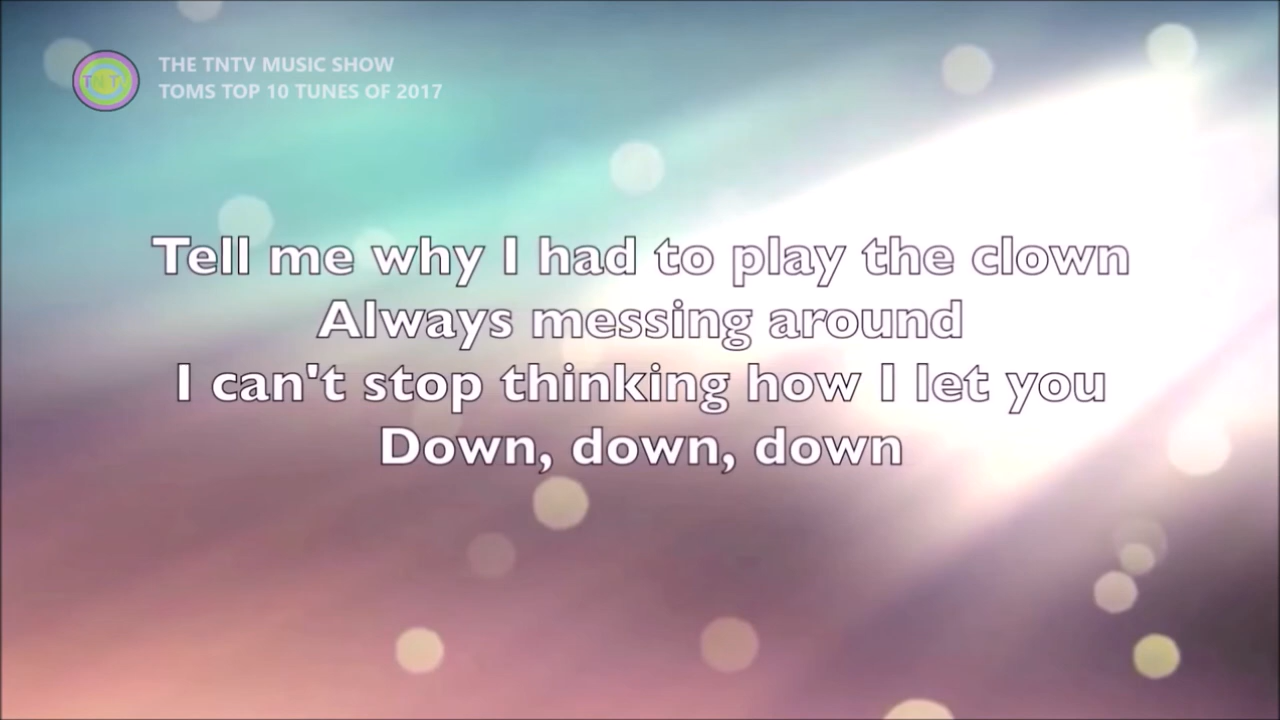 TNTV
THE TNTV MUSIC SHOW
TOMS TOP 10 TUNES OF 2017
Tell me why I had to play the clown
Always messing around
I can't stop thinking how I let you
Down, down, down